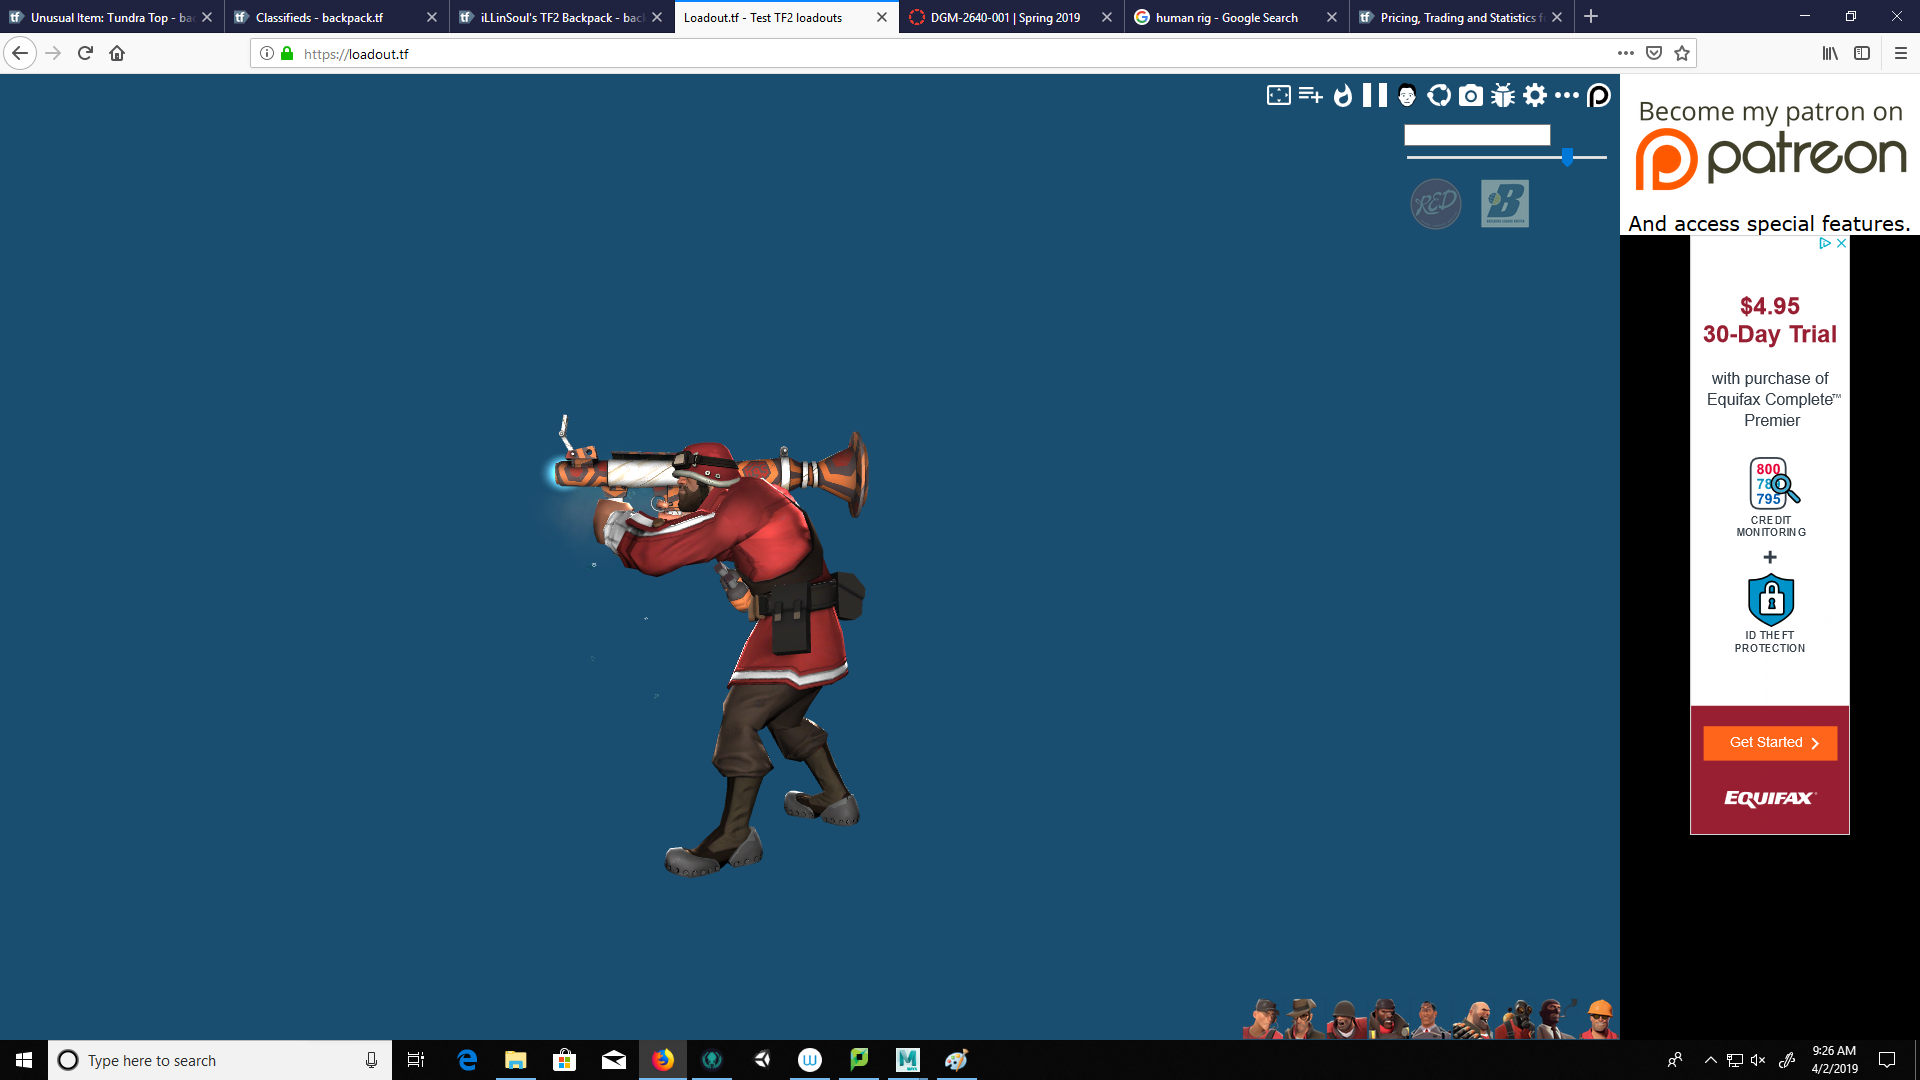 Unusual Item: Tundra Top - bac
Classifieds - backpack.tf
iLLinSoul's TF2 Backpack - back
Loadout.tf - Test TF2 loadouts
DGM-2640-001 | Spring 2019
human rig - Google Search
Pricing, Trading and Statistics f
https://loadout.tf
Become my patron on
patreon
And access special features.
RED
B
$4.95
30-Day Trial
with purchase of
Equifax Complete™
Premier
800
795
CREDIT
MONITORING
+
ID THEFT
PROTECTION
Get Started
EQUIFAX
Type here to search
9:26 AM
4/2/2019